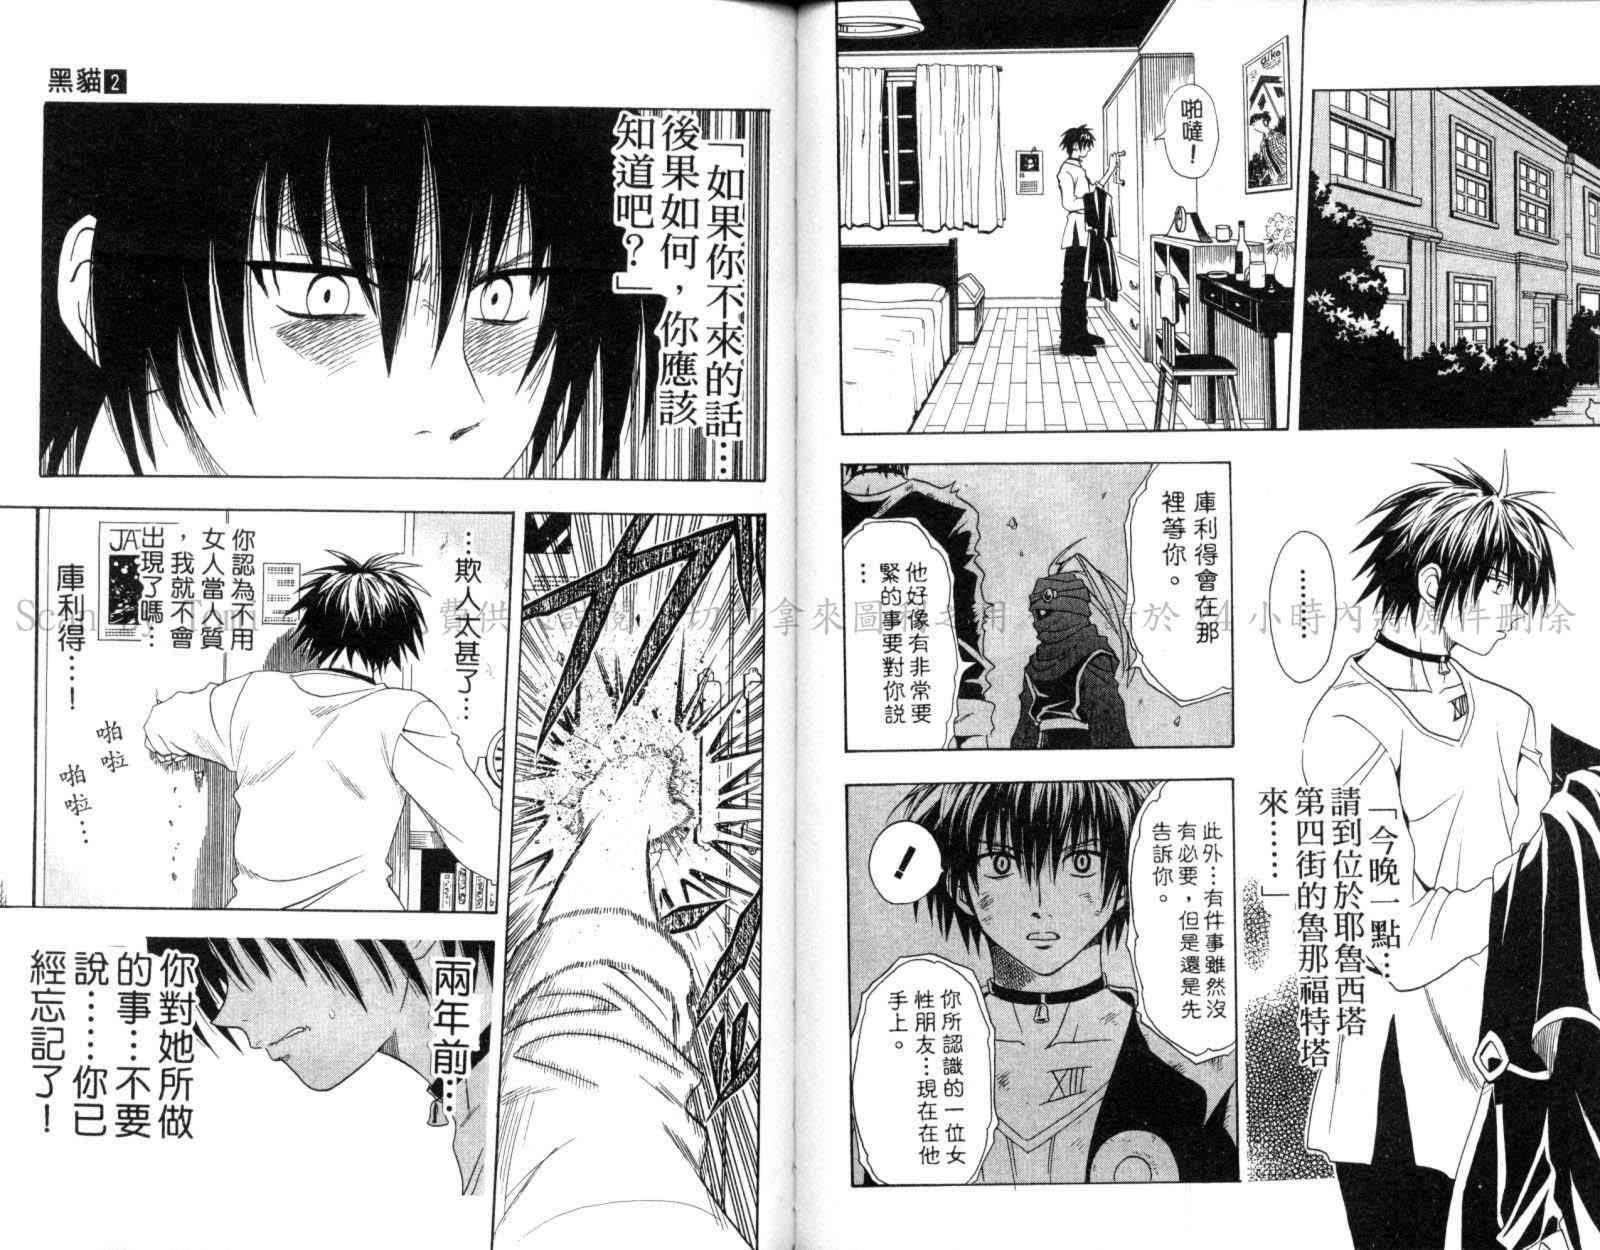 啪噠！
aiko
………
「今晚一點…
請到位於耶魯西塔
第四街的魯那福特塔
來……」
XIII
庫利得會在那
裡等你。
他好像有非常要
緊的事要對你說
…
此外…有件事雖然沒
有必要，但是還是先
告訴你。
！
XIII
你所認識的一位女
性朋友…現在在他
手上。
黑貓2
「如果你不來的話…
後果如何，你應該
知道吧？」
…欺人太甚了…
你認為不用
女人當人質
，我就不會
出現了嗎…
JA
庫利得…！
啪啦
啪啦…
兩年前…
你對她所做
的事…不要
說……你已
經忘記了！